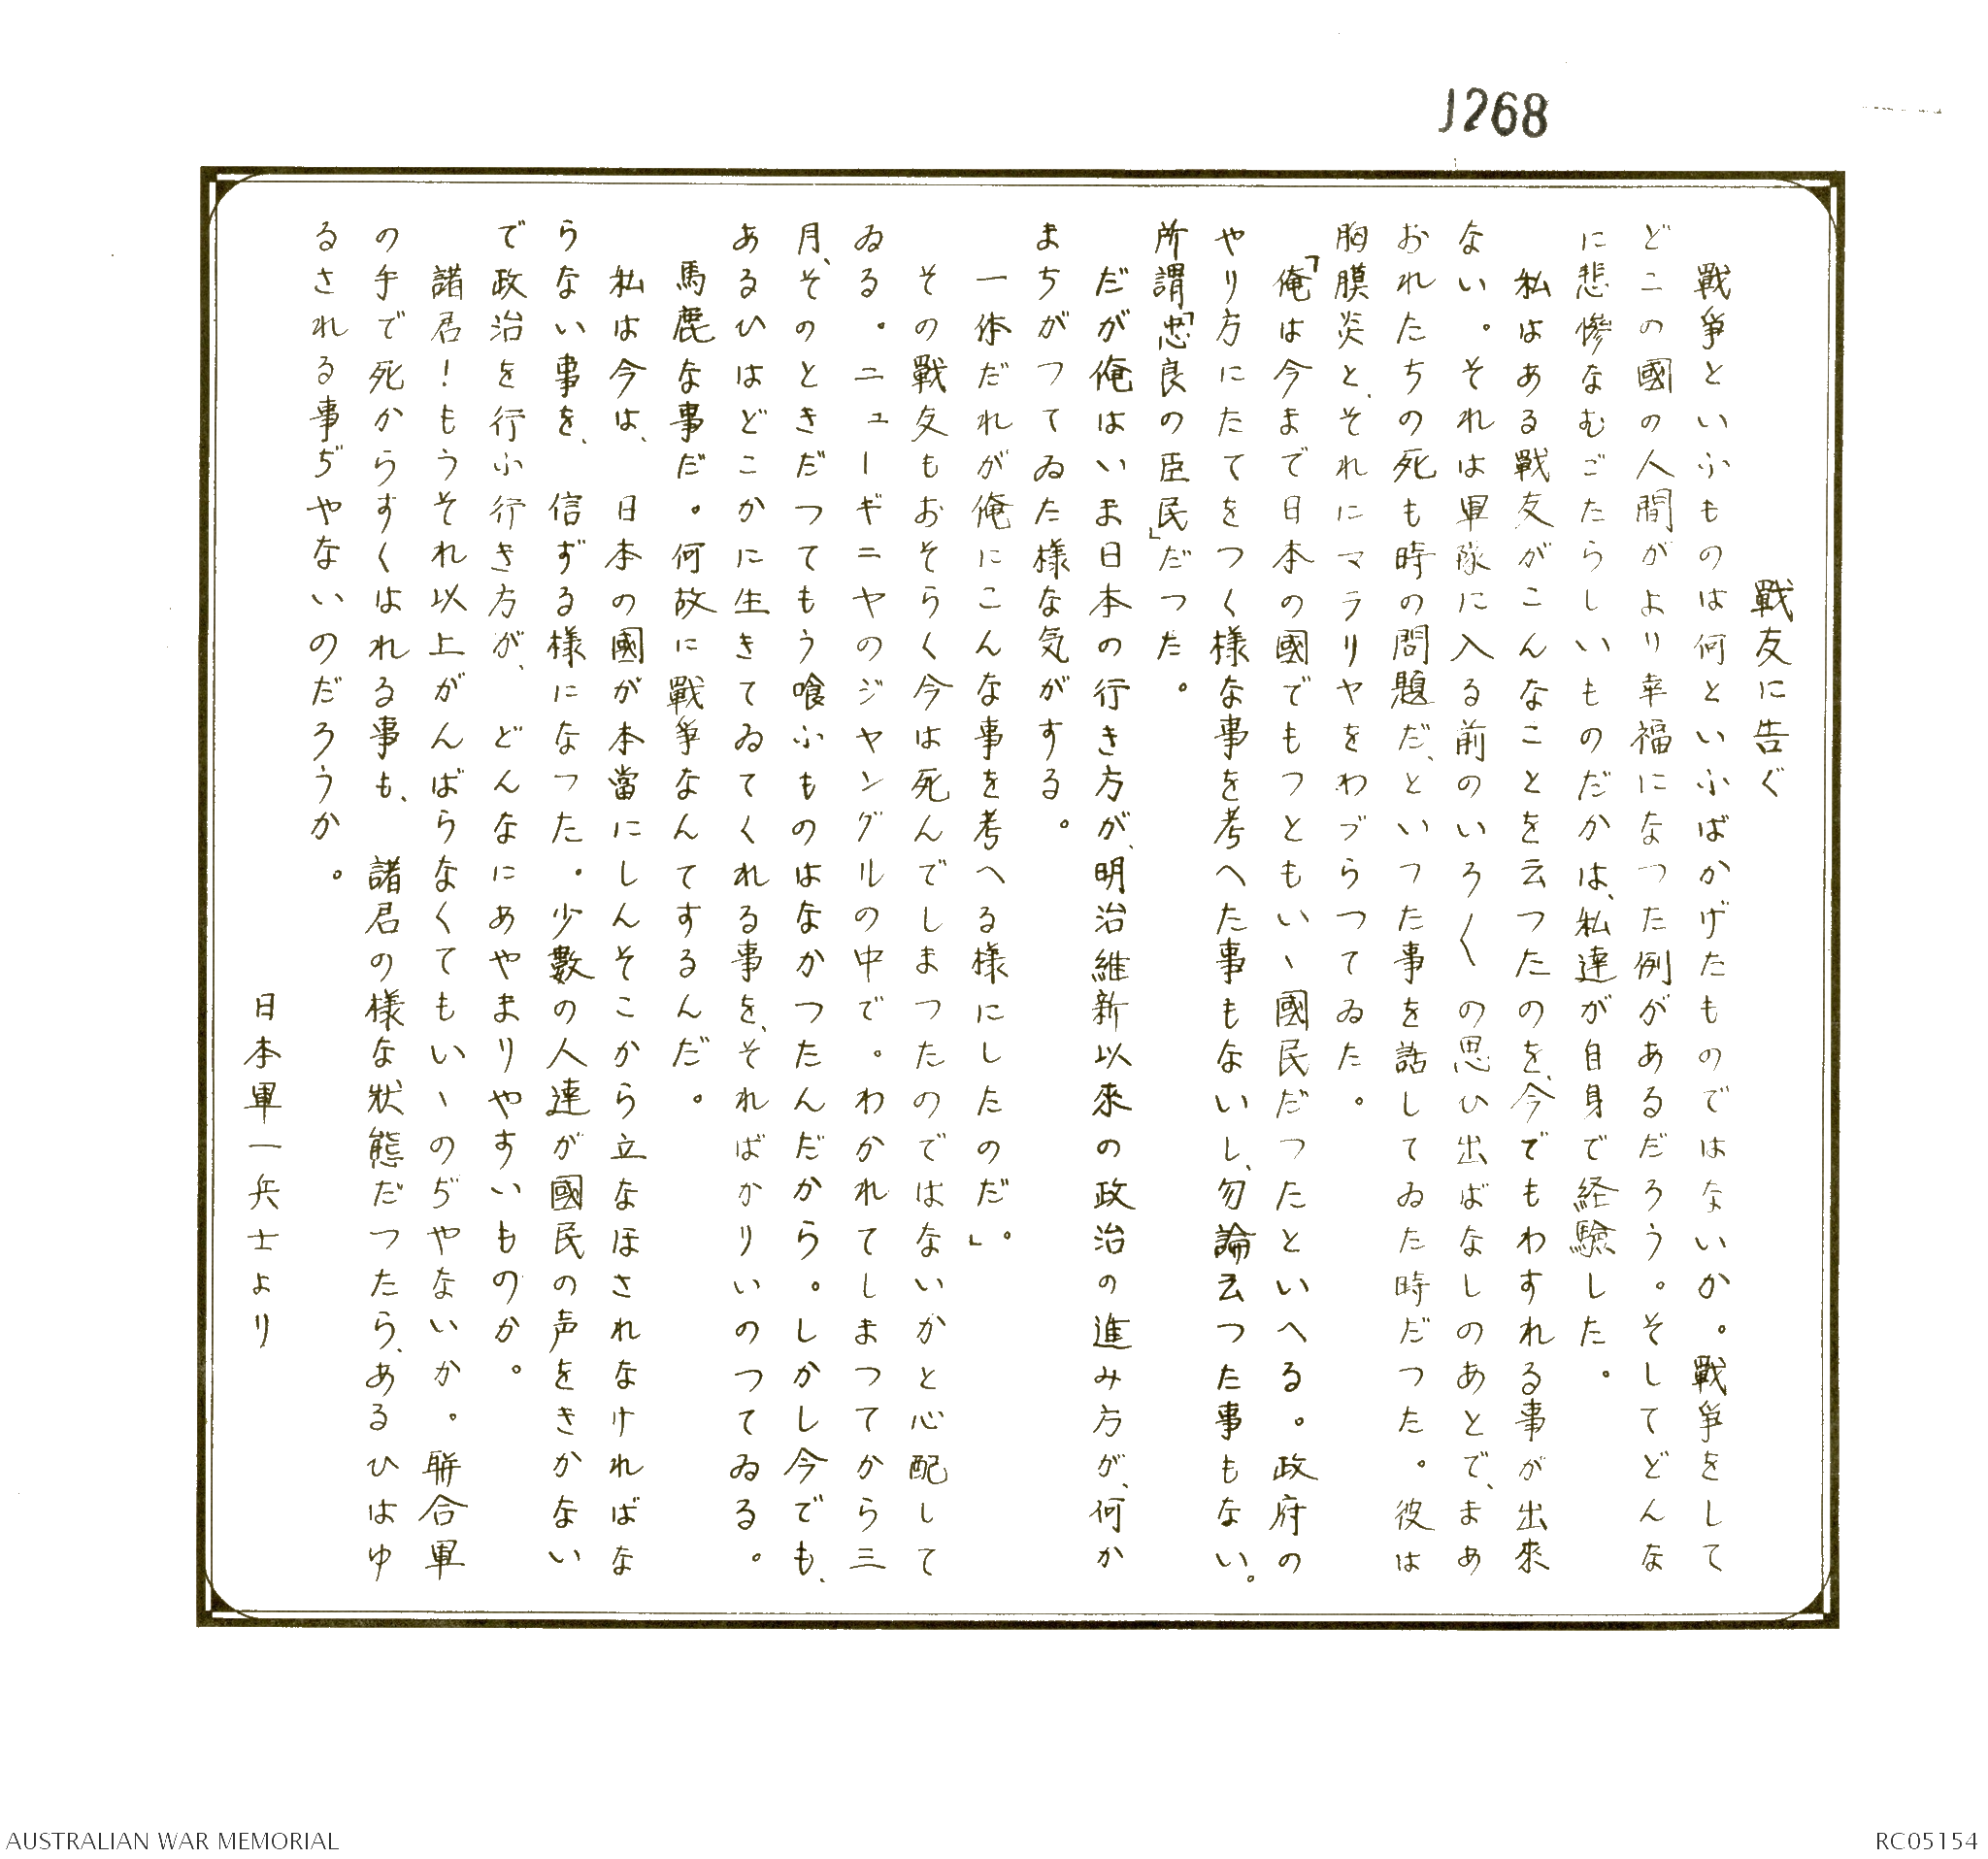 J268
戰友に告ぐ
戰爭といふものは何といふばかげたものではないか。戰爭をして
どこの國の人間がより幸福になつた例があるだらう。そしてどんな
に悲慘なむごたらしいものだかは、私達が自身で経驗した。
私はある戰友がこんなことを云つたのを、今でもわすれる事が出來
ない。それは軍隊に入る前のいろ〱の思ひ出ばなしのあとで、まあ
おれたちの死も時の問題だ、といつた事を話してゐた時だつた。彼は
胸膜炎と、それにマラリヤをわづらつてゐた。
「俺は今まで日本の國でもつともいゝ國民だつたといへる。政府の
やり方にたてをつく様な事を考へた事もないし、勿論云つた事もない。
所謂「忠良の臣民」だつた。
だが俺はいま日本の行き方が、明治維新以來の政治の進み方が、何か
まちがつてゐた様な気がする。
一体だれが俺にこんな事を考へる様にしたのだ。」
その戰友もおそらく今は死んでしまつたのではないかと心配して
ゐる。ニューギニヤのジヤングルの中で。わかれてしまつてから三
月、そのときだつてもう喰ふものはなかつたんだから。しかし今でも、
あるひはどこかに生きてゐてくれる事を、そればかりいのつてゐる。
馬鹿な事だ。何故に戰爭なんてするんだ。
私は今は、日本の國が本當にしんそこから立なほされなければな
らない事を、信ずる様になつた。少數の人達が國民の声をきかない
で政治を行ふ行き方が、どんなにあやまりやすいものか。
諸君!もうそれ以上がんばらなくてもいゝのぢやないか。聯合軍
の手で死からすくはれる事も、諸君の様な狀態だつたら、あるひはゆ
るされる事ぢやないのだろうか。
日本軍一兵士より
AUSTRALIAN WAR MEMORIAL
RC05154